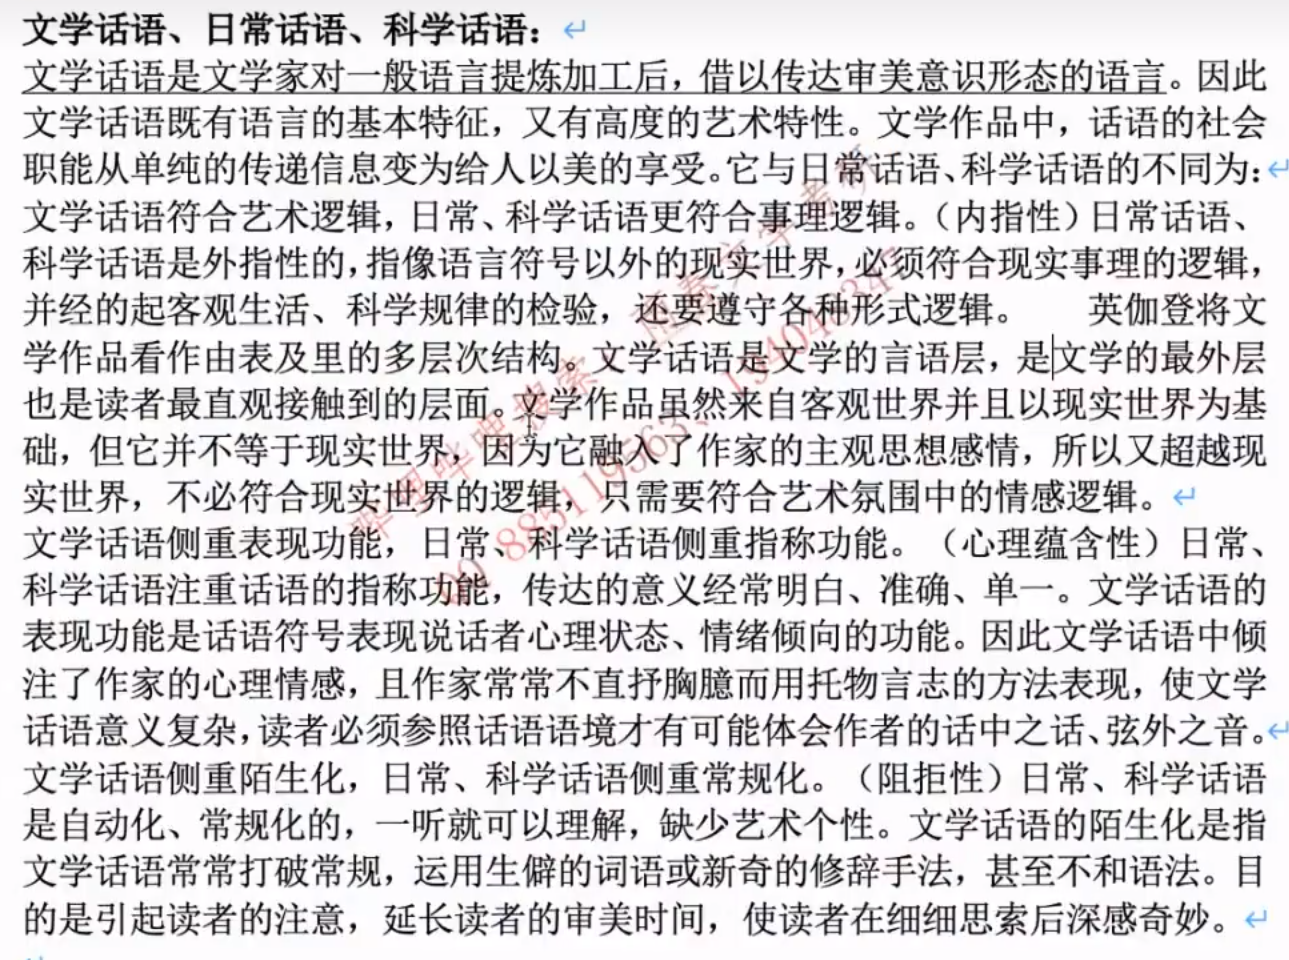 文学话语、日常话语、科学话语：
文学话语是文学家对一般语言提炼加工后，借以传达审美意识形态的语言。因此
文学话语既有语言的基本特征，又有高度的艺术特性。文学作品中，话语的社会
职能从单纯的传递信息变为给人以美的享受。它与日常话语、科学话语的不同为：
文学话语符合艺术逻辑，日常、科学话语更符合事理逻辑。（内指性）日常话语、
科学话语是外指性的，指像语言符号以外的现实世界，必须符合现实事理的逻辑，
并经的起客观生活、科学规律的检验，还要遵守各种形式逻辑。 英伽登将文
学作品看作由表及里的多层次结构。文学话语是文学的言语层，是文学的最外层
也是读者最直观接触到的层面。文学作品虽然来自客观世界并且以现实世界为基
础，但它并不等于现实世界，因为它融入了作家的主观思想感情，所以又超越现
实世界，不必符合现实世界的逻辑，只需要符合艺术氛围中的情感逻辑。
文学话语侧重表现功能，日常、科学话语侧重指称功能。（心理蕴含性）日常、
科学话语注重话语的指称功能，传达的意义经常明白、准确、单一。文学话语的
表现功能是话语符号表现说话者心理状态、情绪倾向的功能。因此文学话语中倾
注了作家的心理情感，且作家常常不直抒胸臆而用托物言志的方法表现，使文学
话语意义复杂，读者必须参照话语语境才有可能体会作者的话中之话、弦外之音。
文学话语侧重陌生化，日常、科学话语侧重常规化。（阻拒性）日常、科学话语
是自动化、常规化的，一听就可以理解，缺少艺术个性。文学话语的陌生化是指
文学话语常常打破常规，运用生僻的词语或新奇的修辞手法，甚至不和语法。目
的是引起读者的注意，延长读者的审美时间，使读者在细细思索后深感奇妙。
哔哩哔哩搜索